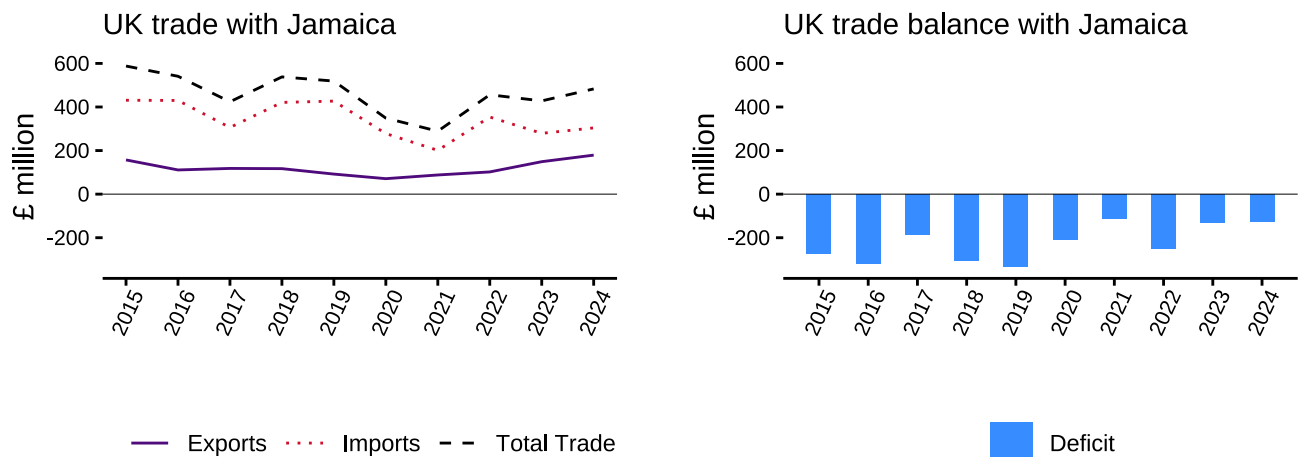 UK trade with Jamaica
£ million
600
400
200
0
-200
2015 2016 2017 2018 2019 2020 2021 2022 2023 2024
Exports Imports Total Trade
UK trade balance with Jamaica
£ million
600
400
200
0
-200
2015 2016 2017 2018 2019 2020 2021 2022 2023 2024
Deficit